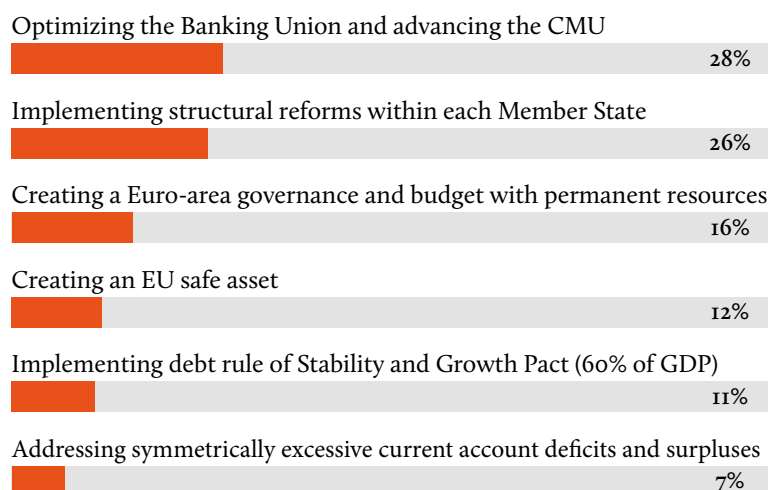 Optimizing the Banking Union and advancing the CMU
28%
Implementing structural reforms within each Member State
26%
Creating a Euro-area governance and budget with permanent resources
16%
Creating an EU safe asset
12%
Implementing debt rule of Stability and Growth Pact (60% of GDP)
11%
Addressing symmetrically excessive current account deficits and surpluses
7%